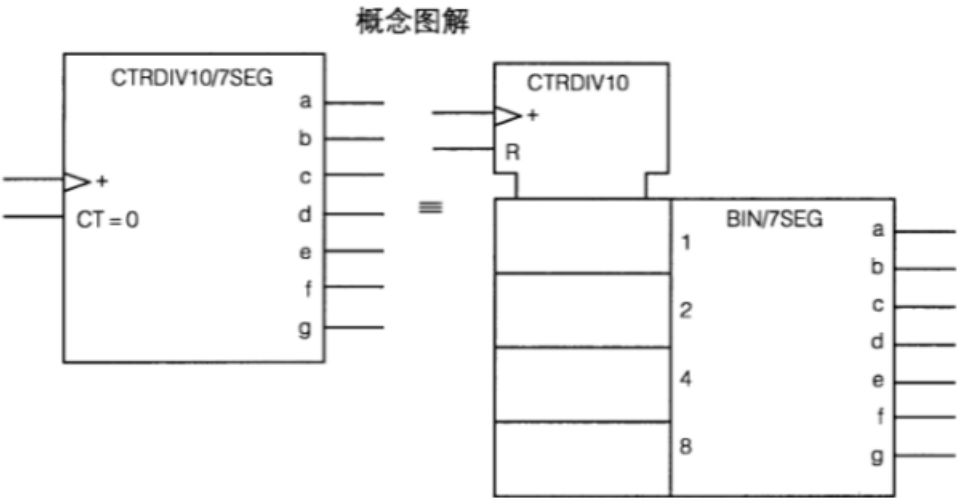 概念图解
CTRDIV10/7SEG
a
b
c
+
d
CT=0
e
f
g
≡
CTRDIV10
+
R
BIN/7SEG
a
1
b
2
c
d
4
e
f
8
g